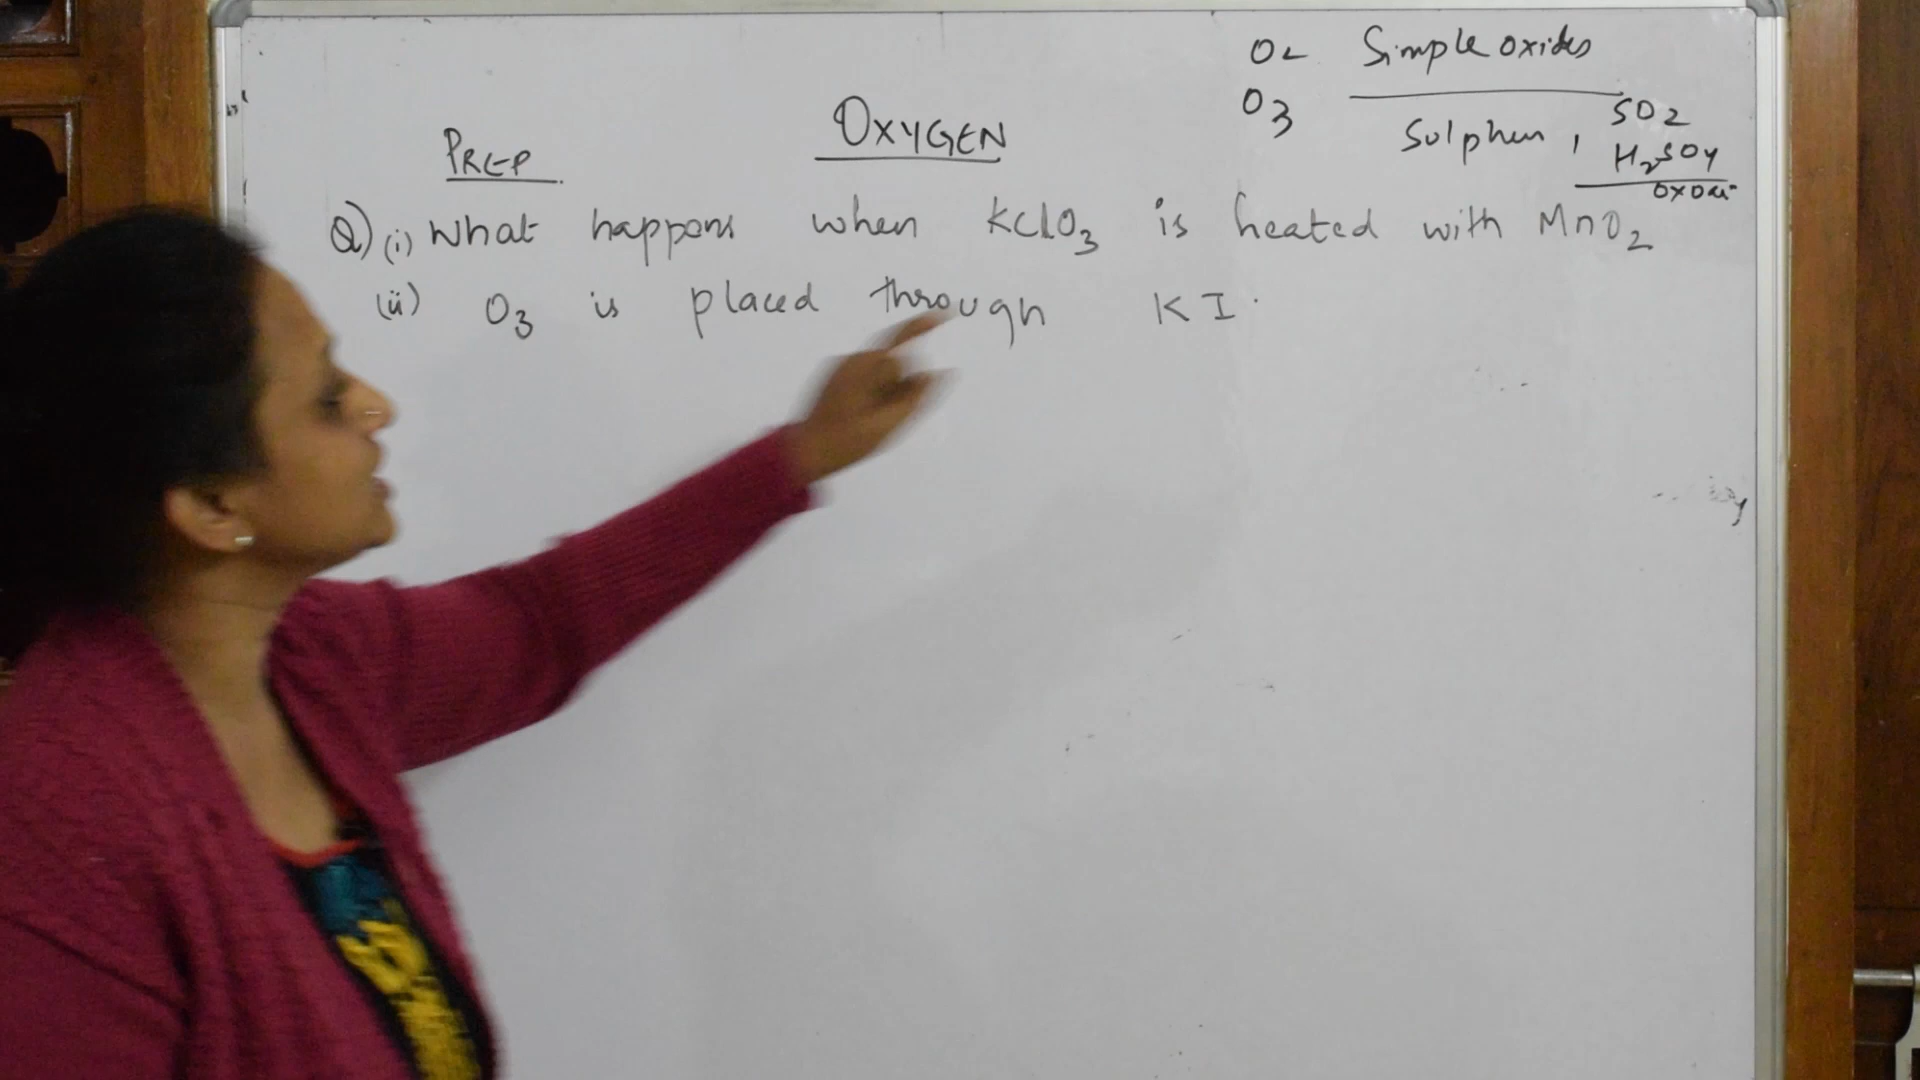 O2 Simple oxides
O3 Sulphur, SO2
H2SO4
OXYGEN
PREP
Q) (i) What happens when KClO3 is heated with MnO2
(ii) O3 is placed through KI.